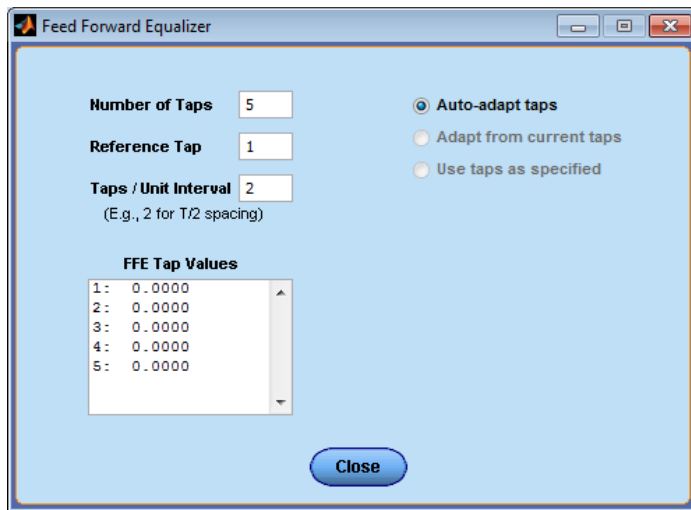 Feed Forward Equalizer
Number of Taps 5
Reference Tap 1
Taps / Unit Interval 2
(E.g., 2 for T/2 spacing)
Auto-adapt taps
Adapt from current taps
Use taps as specified
FFE Tap Values
1: 0.0000
2: 0.0000
3: 0.0000
4: 0.0000
5: 0.0000
Close